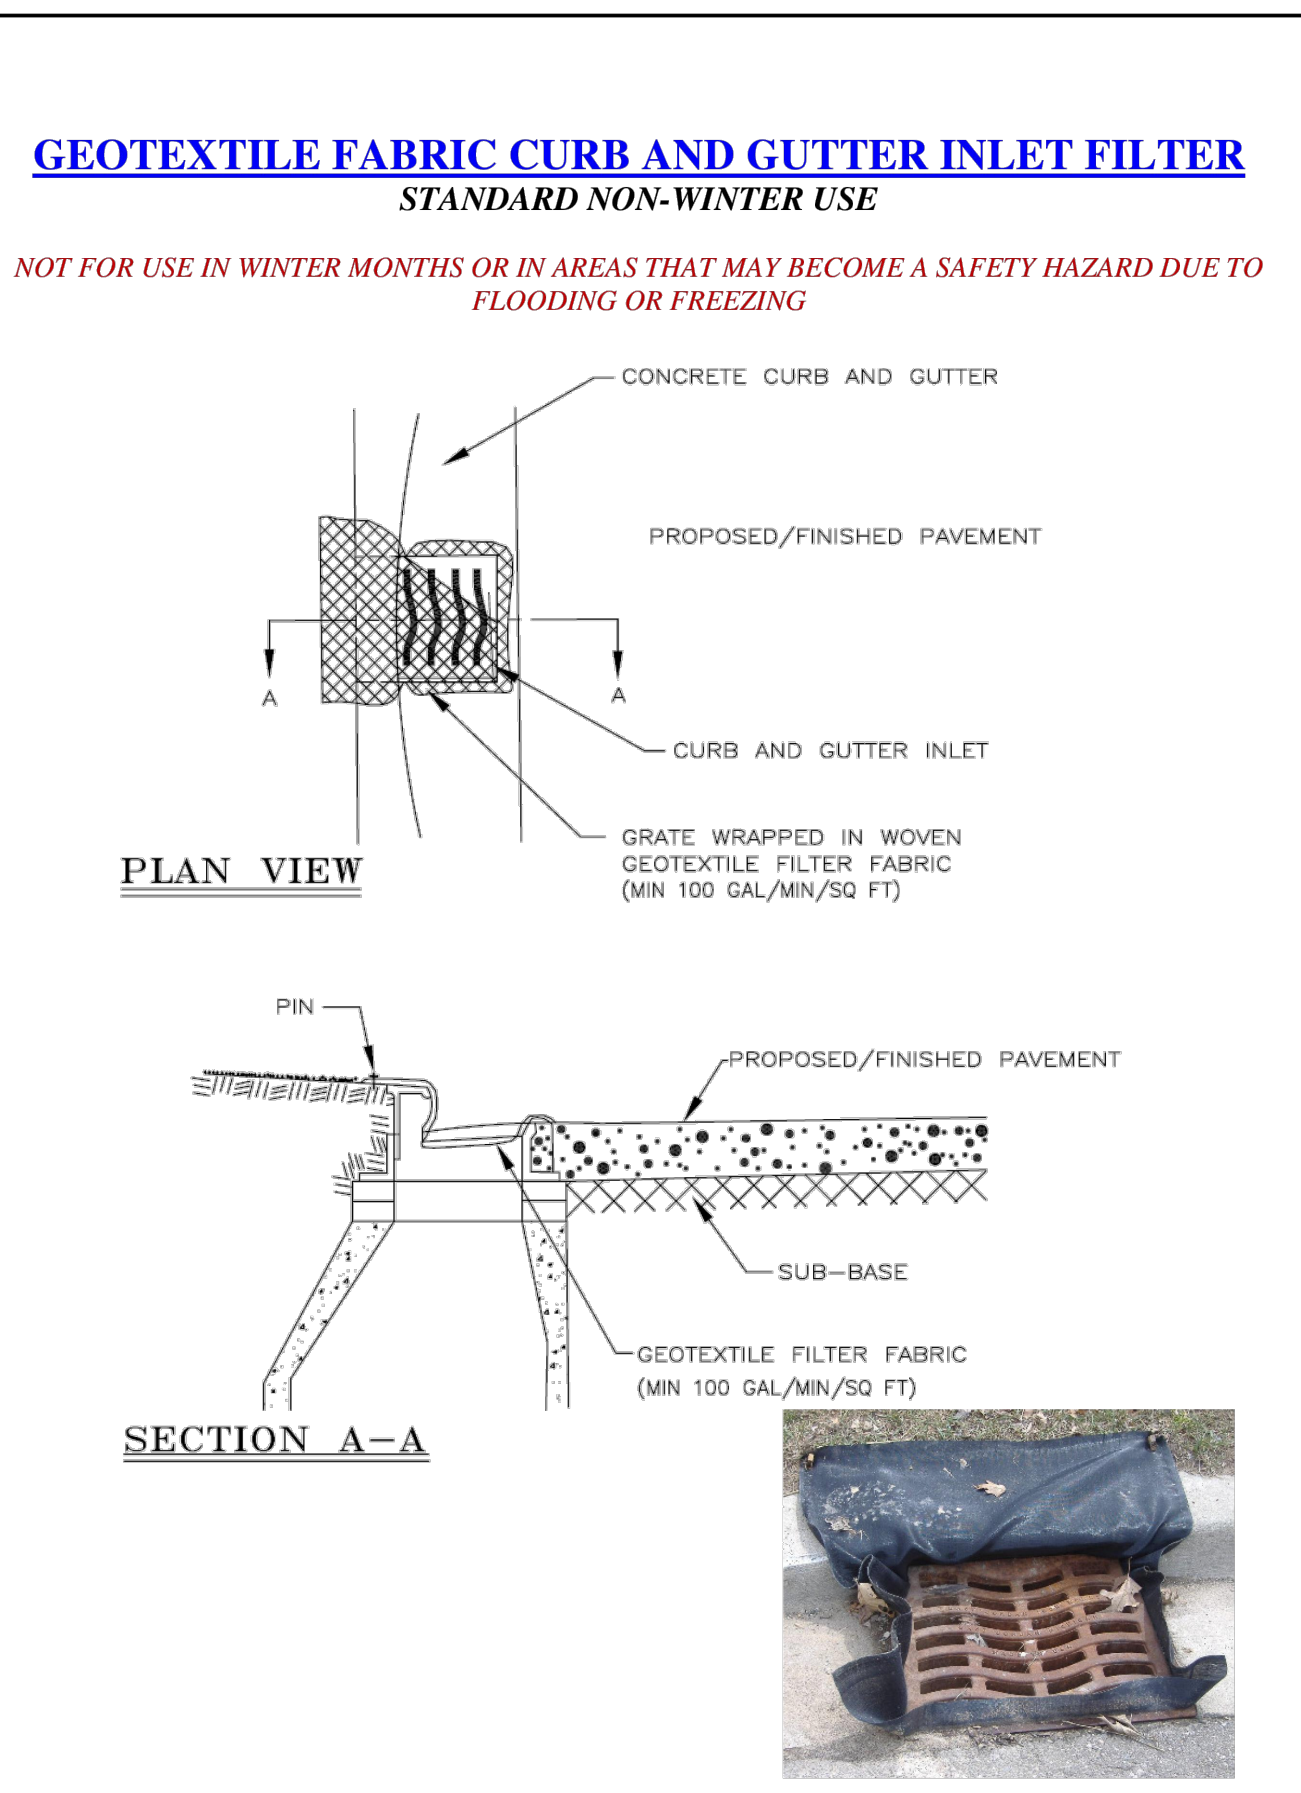 GEOTEXTILE FABRIC CURB AND GUTTER INLET FILTER
STANDARD NON-WINTER USE
NOT FOR USE IN WINTER MONTHS OR IN AREAS THAT MAY BECOME A SAFETY HAZARD DUE TO
FLOODING OR FREEZING
CONCRETE CURB AND GUTTER
PROPOSED/FINISHED PAVEMENT
A
A
CURB AND GUTTER INLET
GRATE WRAPPED IN WOVEN
GEOTEXTILE FILTER FABRIC
(MIN 100 GAL/MIN/SQ FT)
PLAN VIEW
PIN
PROPOSED/FINISHED PAVEMENT
SUB-BASE
GEOTEXTILE FILTER FABRIC
(MIN 100 GAL/MIN/SQ FT)
SECTION A-A